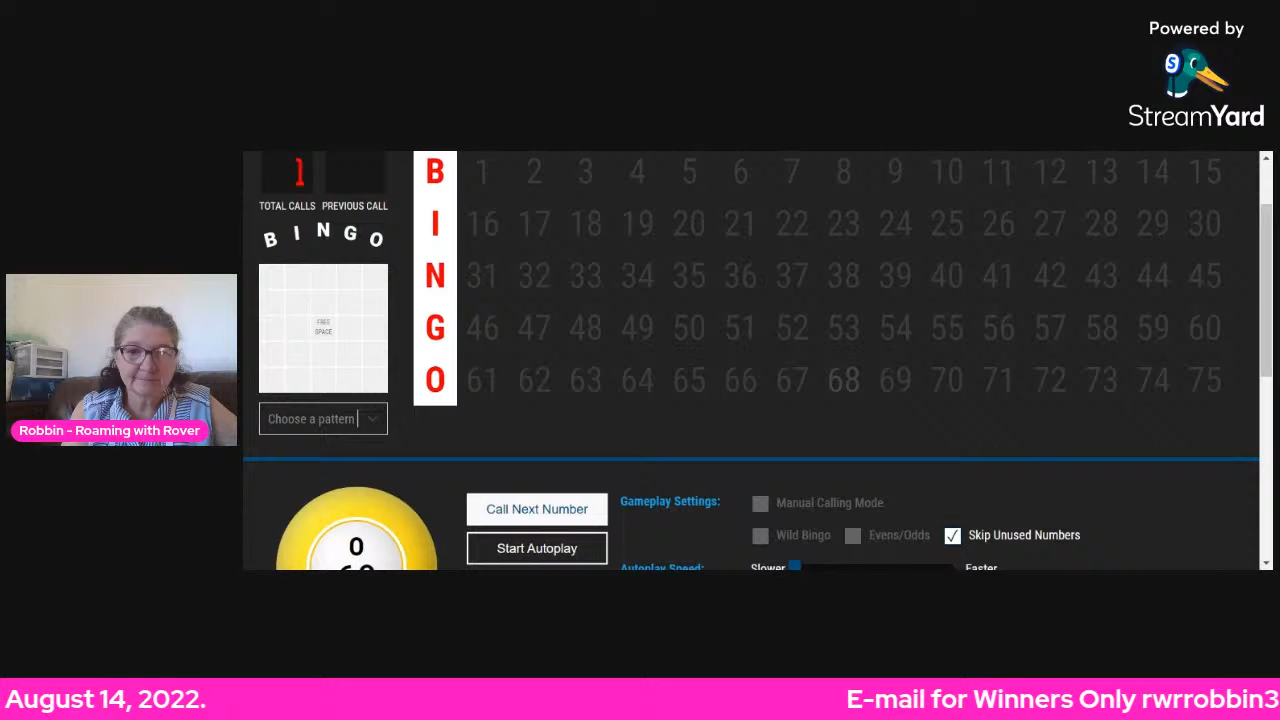 Powered by
S
StreamYard
1
TOTAL CALLS PREVIOUS CALL
B I N G O
FREE
SPACE
Choose a pattern
B 1 2 3 4 5 6 7 8 9 10 11 12 13 14 15
I 16 17 18 19 20 21 22 23 24 25 26 27 28 29 30
N 31 32 33 34 35 36 37 38 39 40 41 42 43 44 45
G 46 47 48 49 50 51 52 53 54 55 56 57 58 59 60
O 61 62 63 64 65 66 67 68 69 70 71 72 73 74 75
Robbin - Roaming with Rover
O
Call Next Number
Start Autoplay
Gameplay Settings:
Manual Calling Mode
Wild Bingo Evens/Odds Skip Unused Numbers
Autoplay Speed: Slower Faster
August 14, 2022. E-mail for Winners Only rwrrobbin3